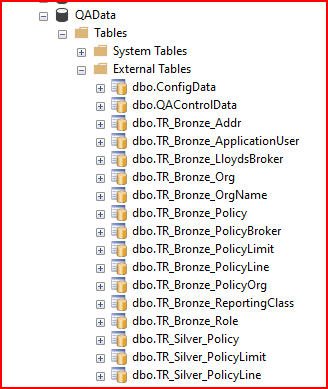 QAData
Tables
System Tables
External Tables
dbo.ConfigData
dbo.QAControlData
dbo.TR_Bronze_Addr
dbo.TR_Bronze_ApplicationUser
dbo.TR_Bronze_LloydsBroker
dbo.TR_Bronze_Org
dbo.TR_Bronze_OrgName
dbo.TR_Bronze_Policy
dbo.TR_Bronze_PolicyBroker
dbo.TR_Bronze_PolicyLimit
dbo.TR_Bronze_PolicyLine
dbo.TR_Bronze_PolicyOrg
dbo.TR_Bronze_ReportingClass
dbo.TR_Bronze_Role
dbo.TR_Silver_Policy
dbo.TR_Silver_PolicyLimit
dbo.TR_Silver_PolicyLine